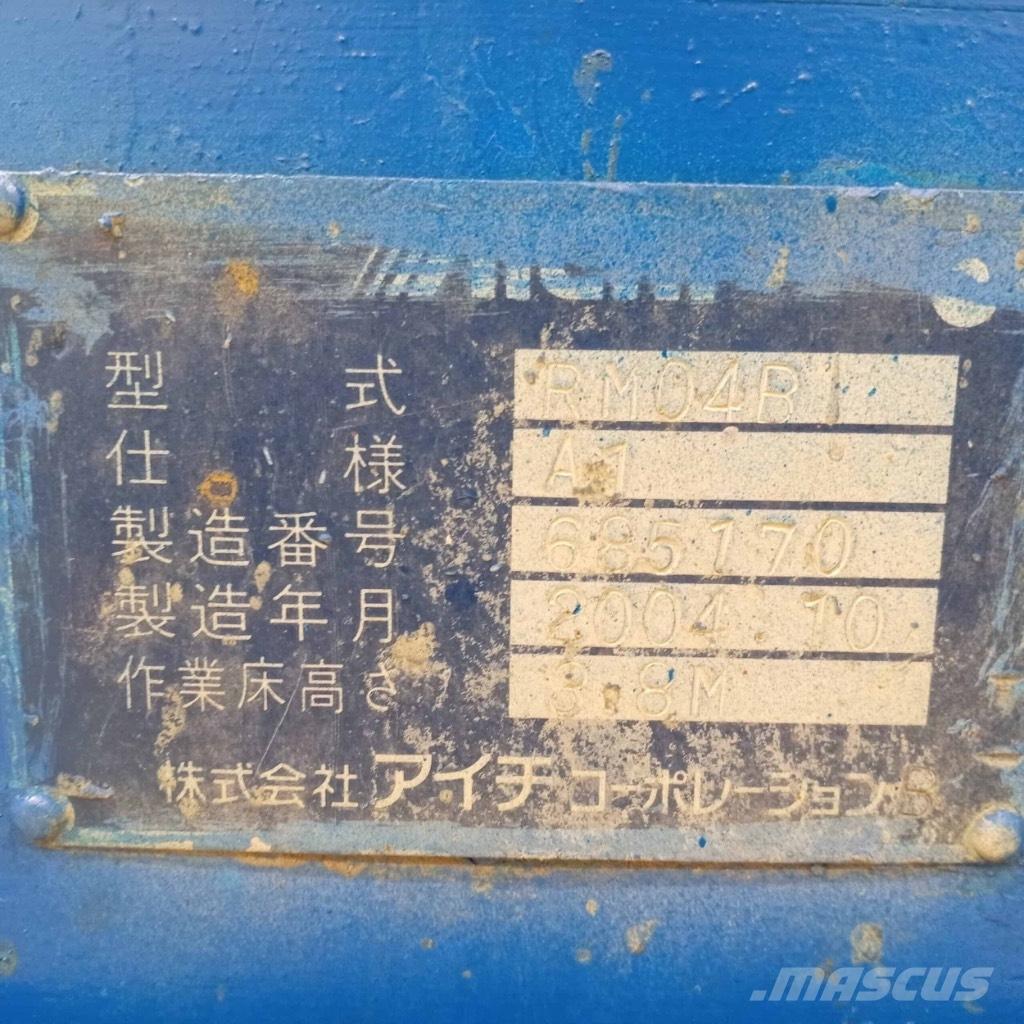 AICHI
型式 RM04B1
仕様 A1
製造番号 685170
製造年月 2004.10
作業床高さ 3.8M
株式会社アイチコーポレーション B
MASCUS